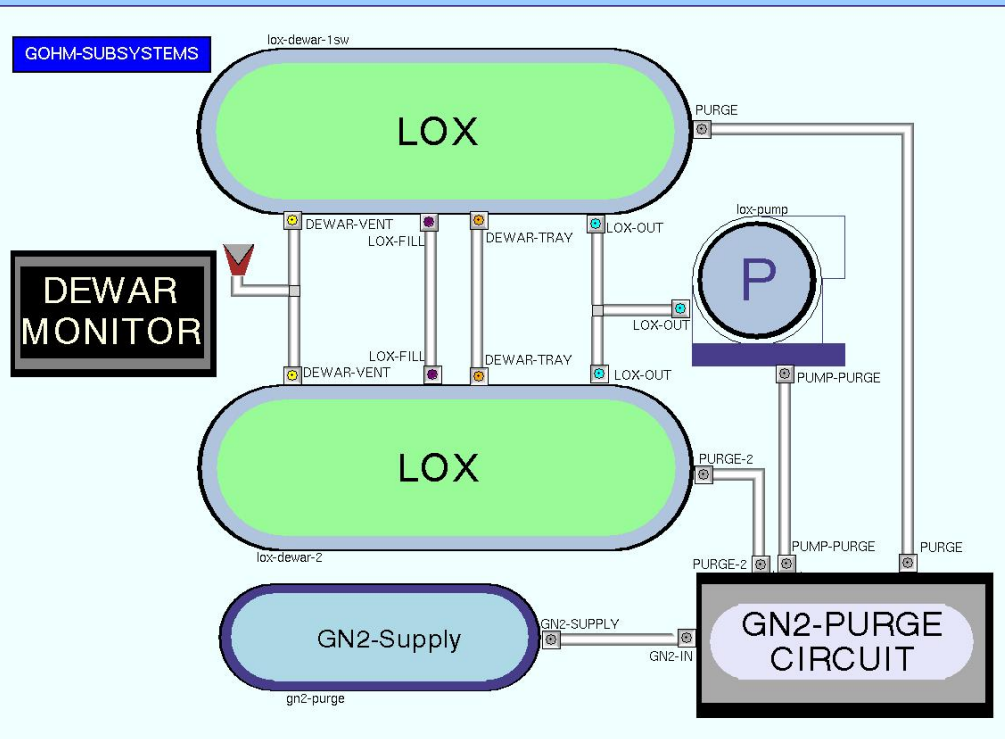 lox-dewar-1sw
GOHM-SUBSYSTEMS
LOX
PURGE
DEWAR-VENT
LOX-FILL
DEWAR-TRAY
LOX-OUT
lox-pump
P
DEWAR
MONITOR
LOX-OUT
LOX-FILL
DEWAR-TRAY
DEWAR-VENT
LOX-OUT
PUMP-PURGE
LOX
PURGE-2
lox-dewar-2
PURGE-2
PUMP-PURGE
PURGE
GN2-Supply
GN2-SUPPLY
GN2-IN
GN2-PURGE
CIRCUIT
gn2-purge